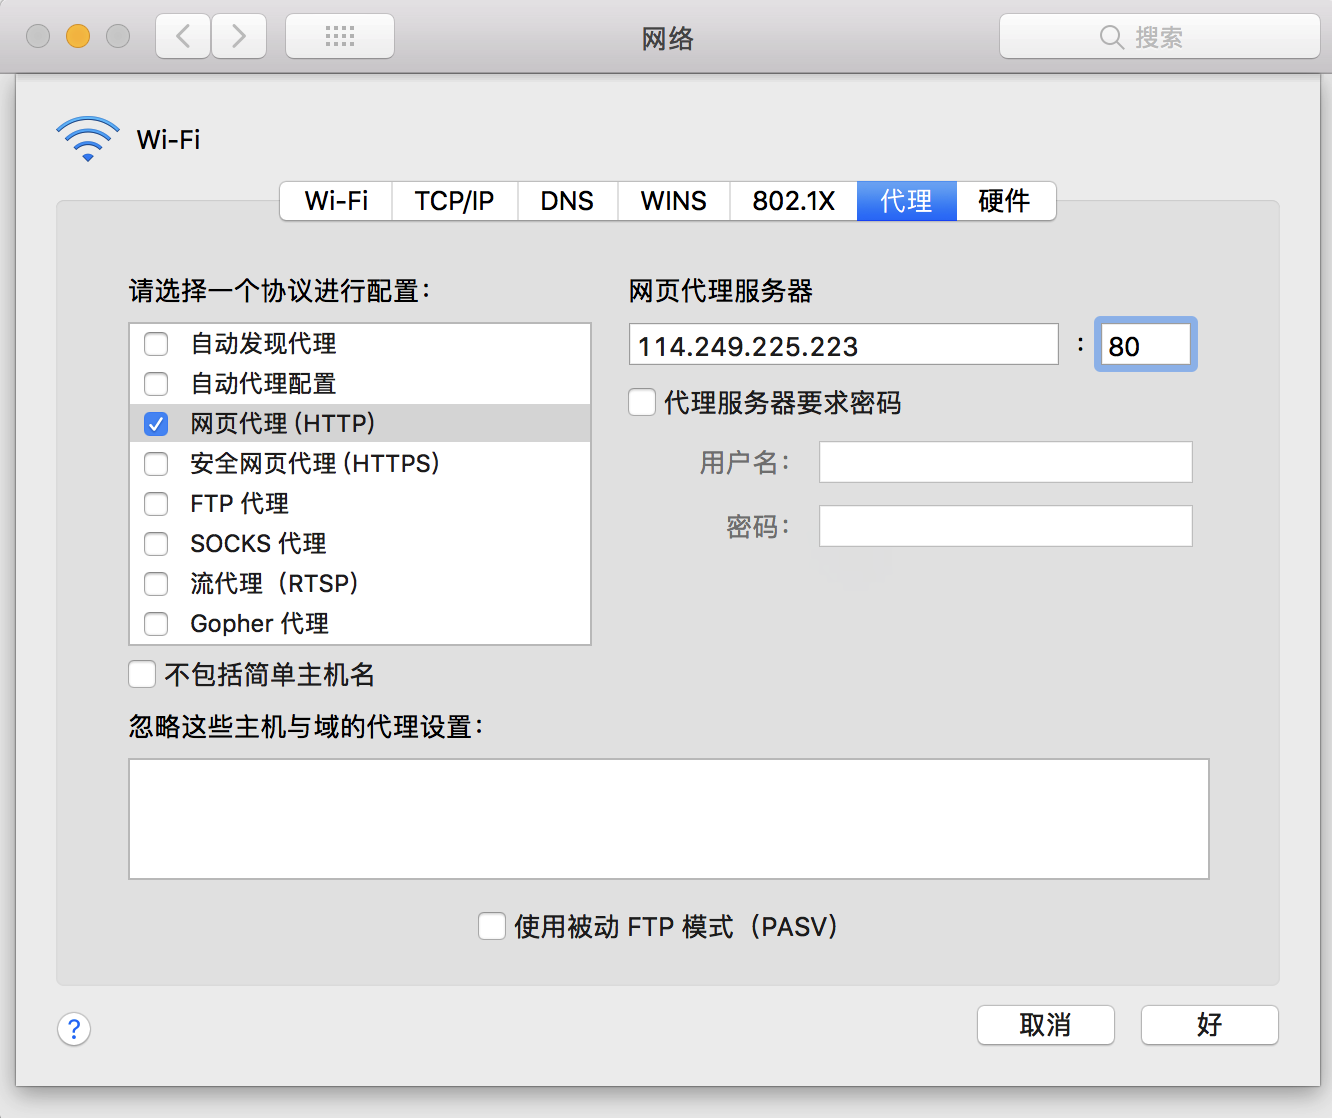 网络
搜索
Wi-Fi
Wi-Fi TCP/IP DNS WINS 802.1X 代理 硬件
请选择一个协议进行配置：
自动发现代理
自动代理配置
网页代理 (HTTP)
安全网页代理 (HTTPS)
FTP 代理
SOCKS 代理
流代理（RTSP）
Gopher 代理
网页代理服务器
114.249.225.223 : 80
代理服务器要求密码
用户名：
密码：
不包括简单主机名
忽略这些主机与域的代理设置：
使用被动 FTP 模式（PASV）
?
取消
好